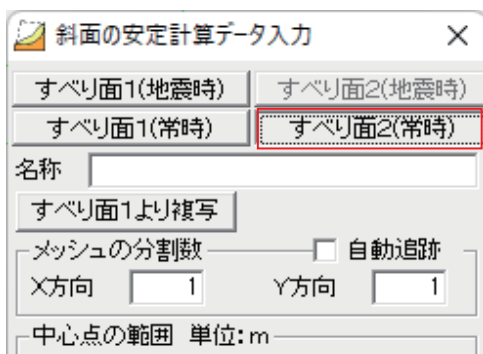 斜面の安定計算データ入力
すべり面1(地震時) すべり面2(地震時)
すべり面1(常時) すべり面2(常時)
名称
すべり面1より複写
メッシュの分割数 自動追跡
X方向 1 Y方向 1
中心点の範囲 単位:m